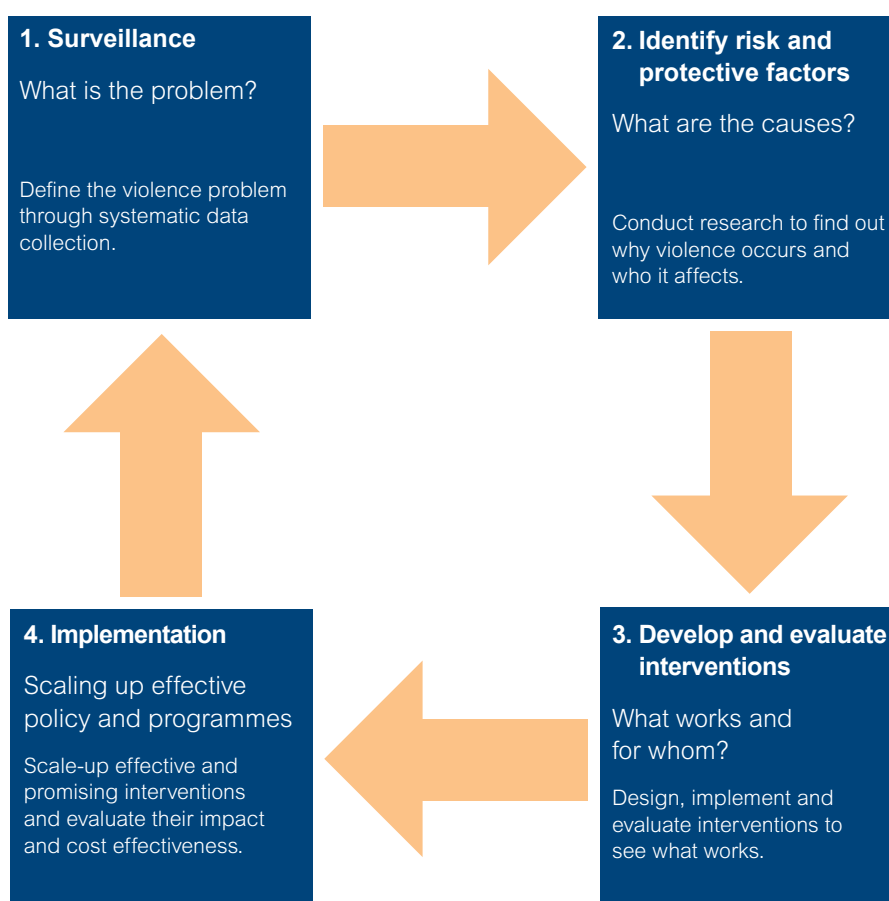 1. Surveillance
What is the problem?
Define the violence problem
through systematic data
collection.
2. Identify risk and
protective factors
What are the causes?
Conduct research to find out
why violence occurs and
who it affects.
3. Develop and evaluate
interventions
What works and
for whom?
Design, implement and
evaluate interventions to
see what works.
4. Implementation
Scaling up effective
policy and programmes
Scale-up effective and
promising interventions
and evaluate their impact
and cost effectiveness.